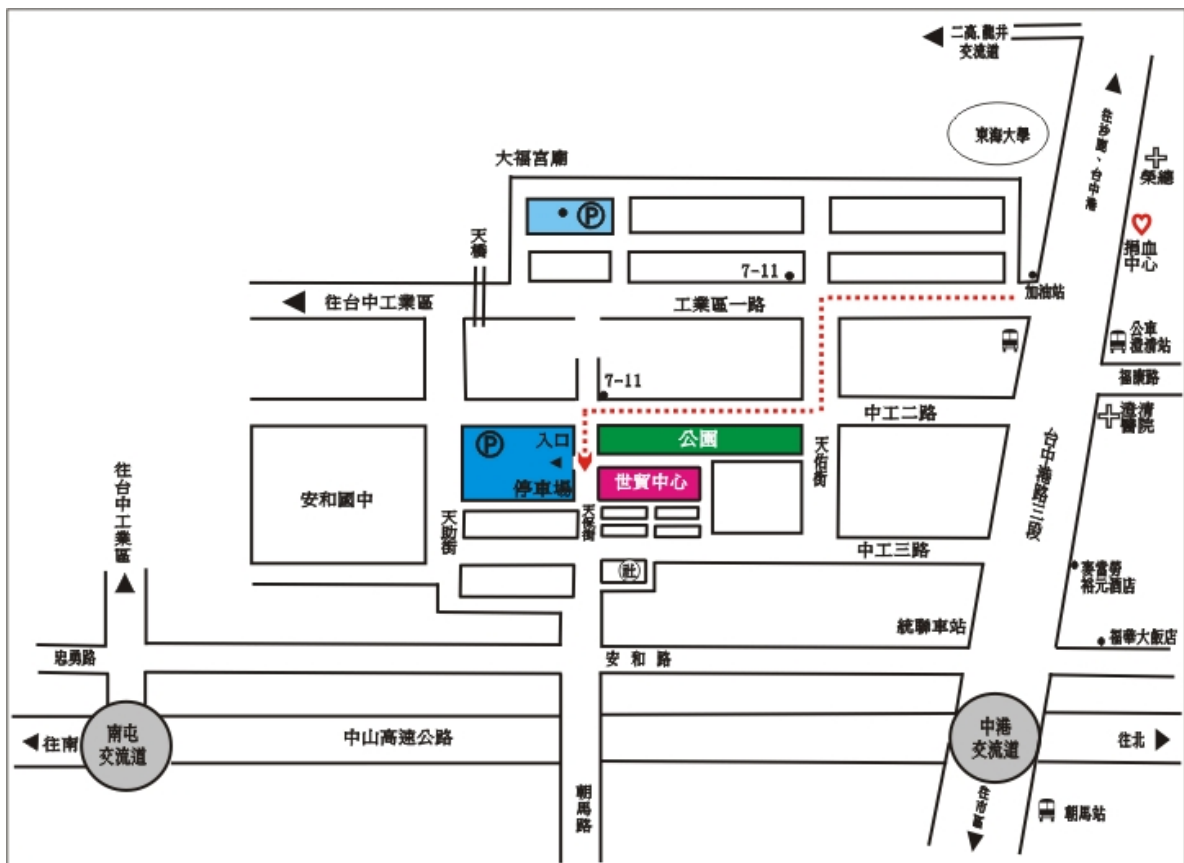 二高.龍井
交流道
往沙鹿、台中港
東海大學
榮總
大福宮廟
P
天橋
捐血
中心
7-11
加油站
往台中工業區
工業區一路
公車
澄清站
福康路
7-11
中工二路
澄清
醫院
P
入口
公園
天佑街
台中港路三段
世貿中心
停車場
往台中工業區
安和國中
天助街
天保街
中工三路
社
麥當勞
裕元酒店
統聯車站
福華大飯店
忠勇路
安和路
往南
南屯
交流道
中山高速公路
中港
交流道
往北
朝馬路
往市區
朝馬站